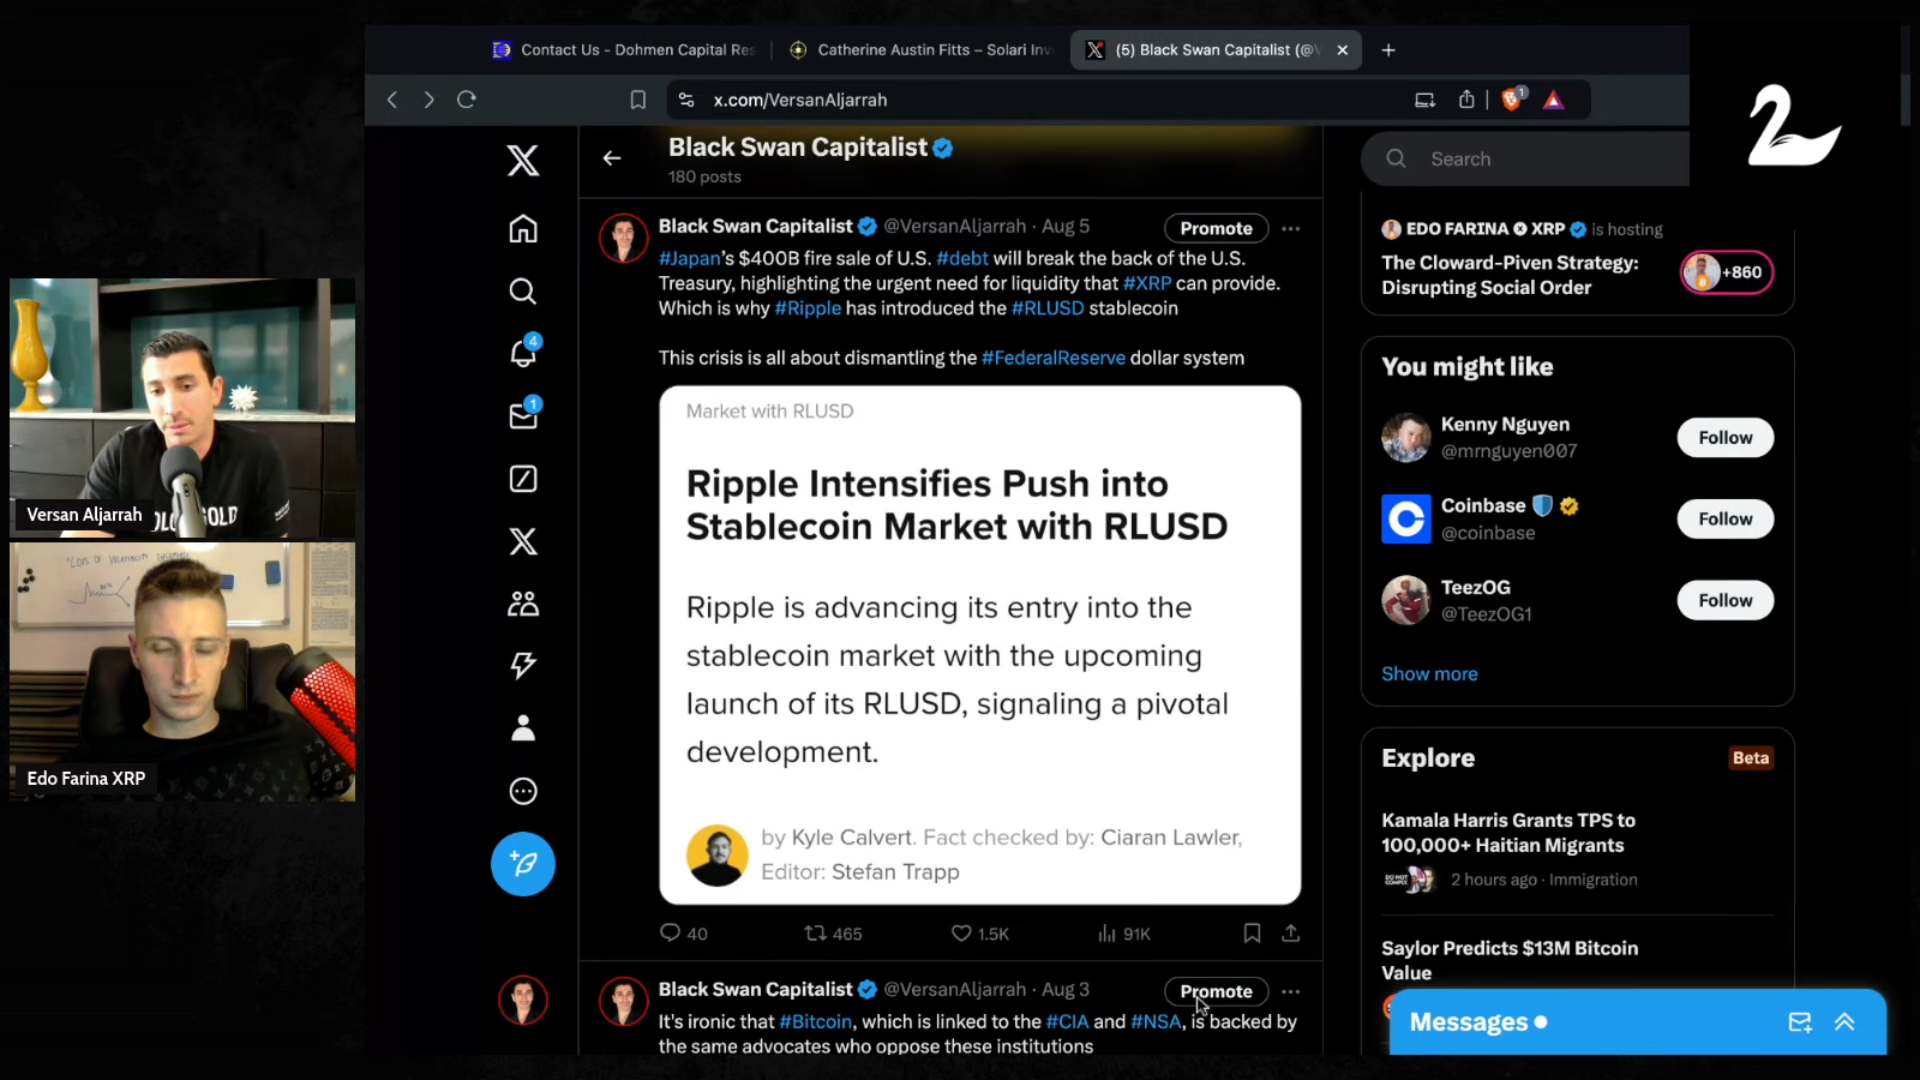 Contact Us - Dohmen Capital Res
Catherine Austin Fitts – Solari Inv
(5) Black Swan Capitalist (@V
x.com/VersanAljarrah
1
Black Swan Capitalist
180 posts
Search
Black Swan Capitalist @VersanAljarrah · Aug 5
Promote
#Japan's $400B fire sale of U.S. #debt will break the back of the U.S.
Treasury, highlighting the urgent need for liquidity that #XRP can provide.
Which is why #Ripple has introduced the #RLUSD stablecoin
This crisis is all about dismantling the #FederalReserve dollar system
Market with RLUSD
Ripple Intensifies Push into
Stablecoin Market with RLUSD
Ripple is advancing its entry into the
stablecoin market with the upcoming
launch of its RLUSD, signaling a pivotal
development.
by Kyle Calvert. Fact checked by: Ciaran Lawler,
Editor: Stefan Trapp
40
465
1.5K
91K
Black Swan Capitalist @VersanAljarrah · Aug 3
Promote
It's ironic that #Bitcoin, which is linked to the #CIA and #NSA, is backed by
the same advocates who oppose these institutions
4
1
EDO FARINA XRP is hosting
The Cloward-Piven Strategy:
Disrupting Social Order
+860
You might like
Kenny Nguyen
@mrnguyen007
Follow
Coinbase
@coinbase
Follow
TeezOG
@TeezOG1
Follow
Show more
Explore
Beta
Kamala Harris Grants TPS to
100,000+ Haitian Migrants
2 hours ago · Immigration
Saylor Predicts $13M Bitcoin
Value
Messages
Versan Aljarrah
GOLD
Edo Farina XRP